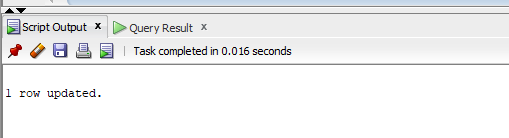 Script Output x Query Result x
Task completed in 0.016 seconds
1 row updated.